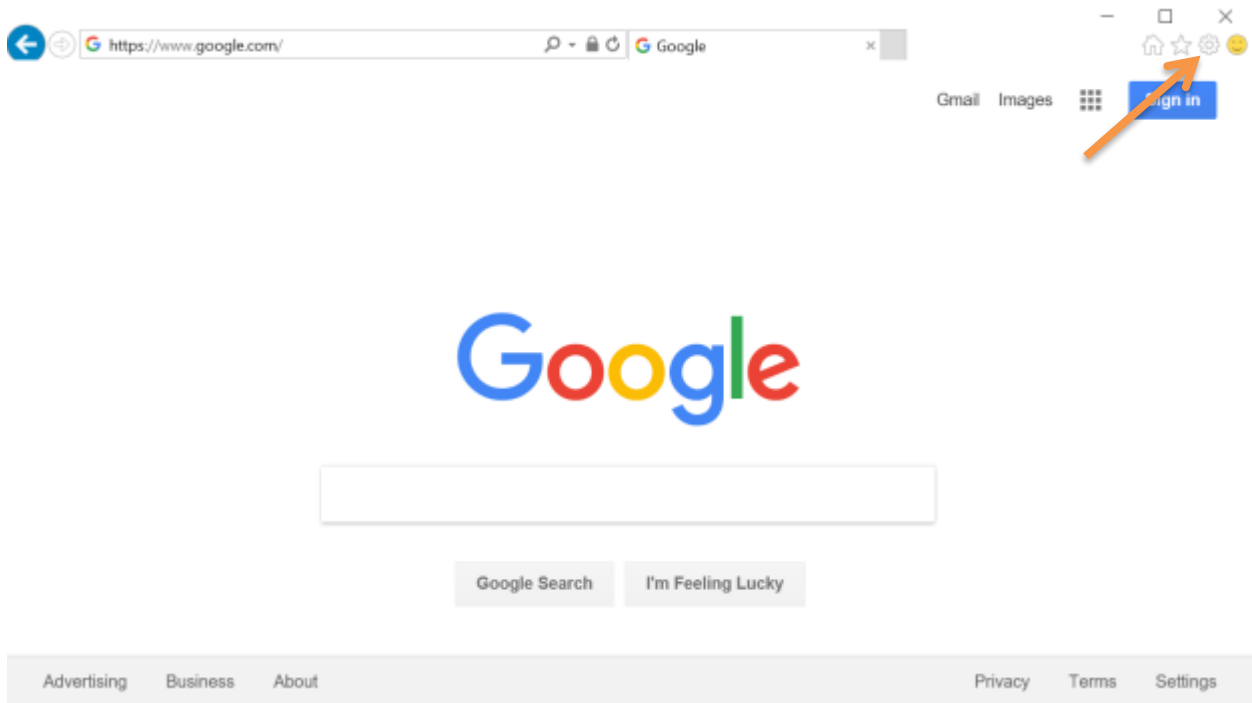 https://www.google.com/ Google
Gmail Images Sign in
Google
Google Search I'm Feeling Lucky
Advertising Business About Privacy Terms Settings